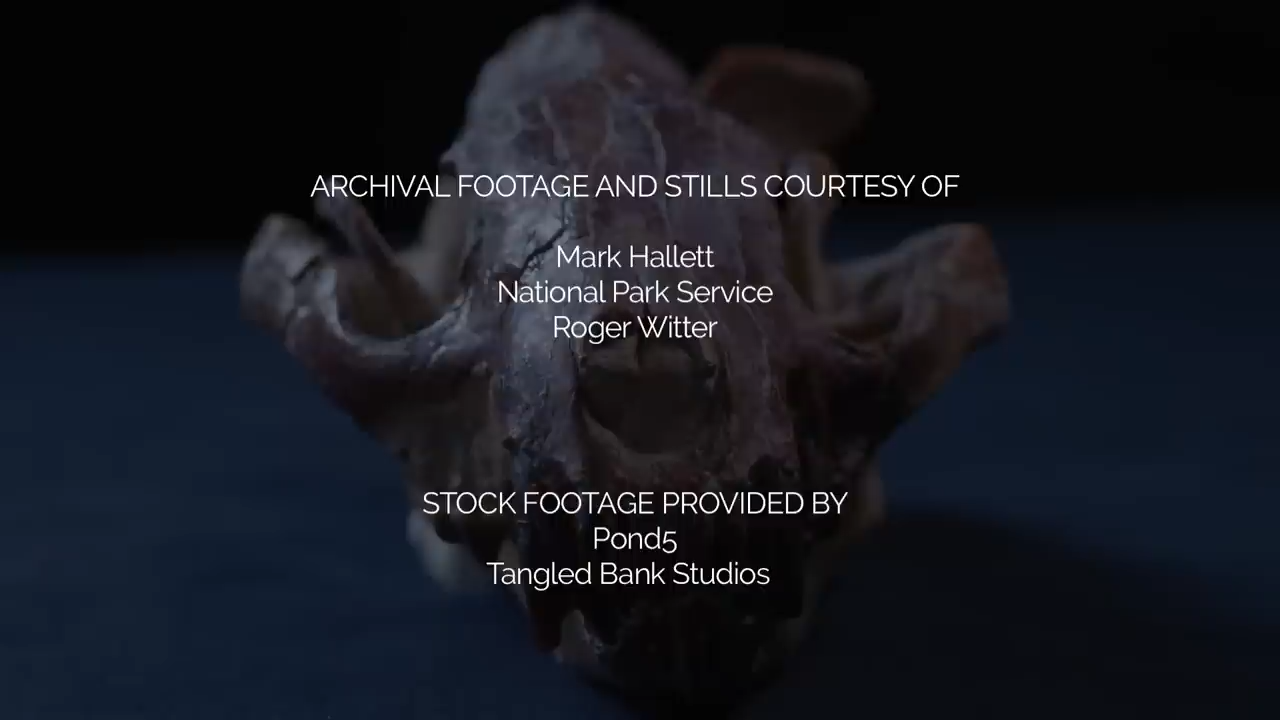 ARCHIVAL FOOTAGE AND STILLS COURTESY OF
Mark Hallett
National Park Service
Roger Witter
STOCK FOOTAGE PROVIDED BY
Pond5
Tangled Bank Studios